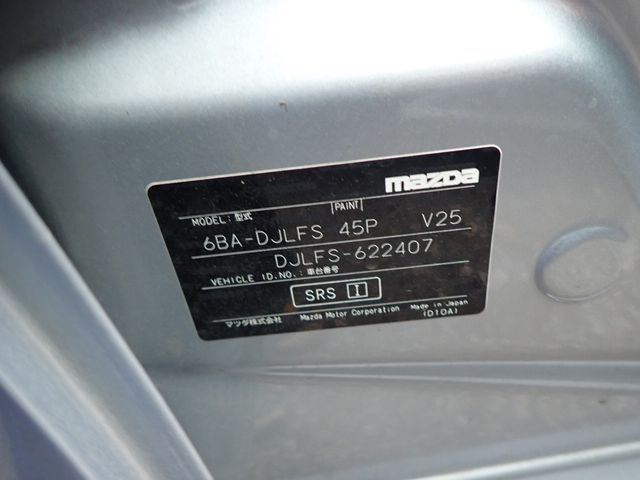 mazda
MODEL: 型式 |PAINT|
6BA-DJLFS 45P V25
DJLFS-622407
VEHICLE ID.NO.: 車台番号
SRS I
マツダ株式会社 Mazda Motor Corporation Made in Japan
(D10A)